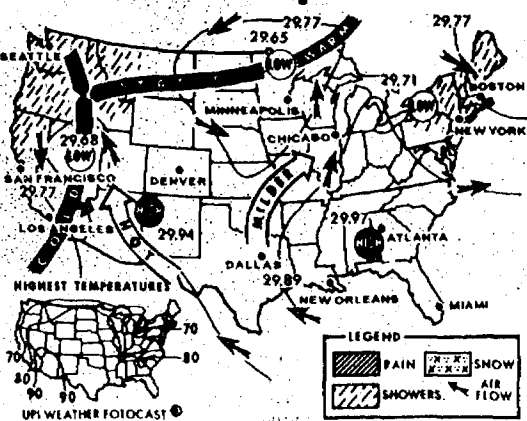 29.77
29.65
29.77
SEATTLE
LOW
WARM
29.71
MINNEAPOLIS
LOW
BOSTON
NEW YORK
CHICAGO
29.68
LOW
SAN FRANCISCO
29.77
DENVER
MILDER
HIGH
29.94
29.97
HIGH
ATLANTA
LOS ANGELES
COLD
HOT
DALLAS
29.89
NEW ORLEANS
MIAMI
HIGHEST TEMPERATURES
70
80
70
80
90
90
UPI WEATHER FOTOCAST
LEGEND
RAIN
SNOW
SHOWERS
AIR
FLOW